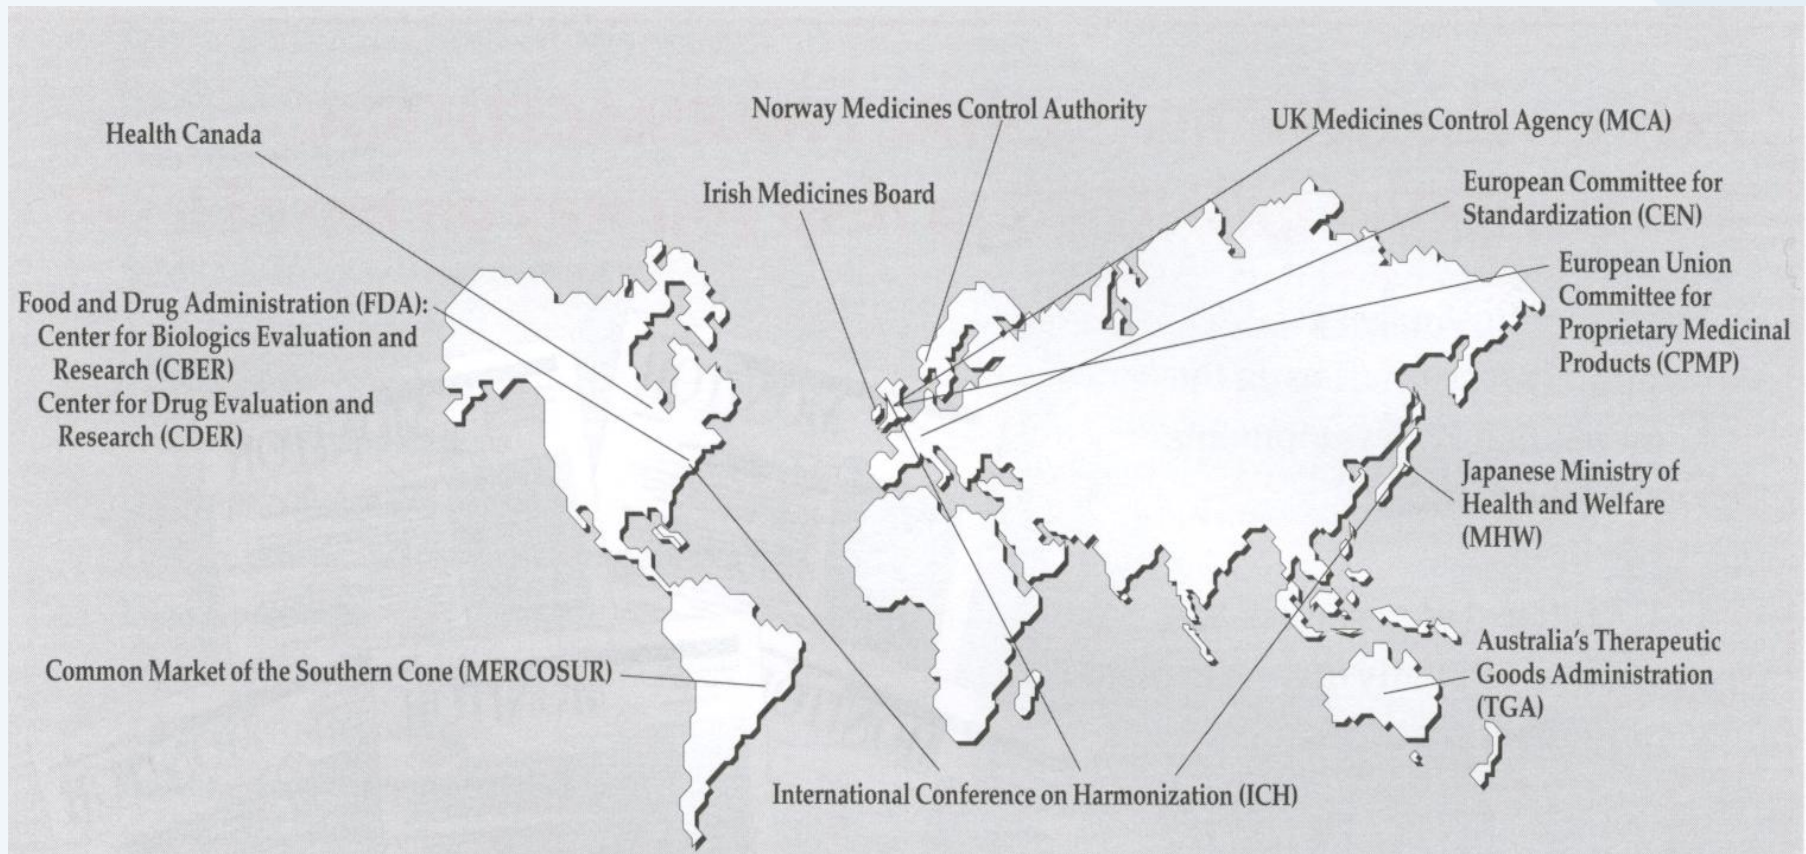 Norway Medicines Control Authority
UK Medicines Control Agency (MCA)
Health Canada
Irish Medicines Board
European Committee for
Standardization (CEN)
European Union
Committee for
Proprietary Medicinal
Products (CPMP)
Food and Drug Administration (FDA):
Center for Biologics Evaluation and
Research (CBER)
Center for Drug Evaluation and
Research (CDER)
Japanese Ministry of
Health and Welfare
(MHW)
Australia's Therapeutic
Goods Administration
(TGA)
Common Market of the Southern Cone (MERCOSUR)
International Conference on Harmonization (ICH)